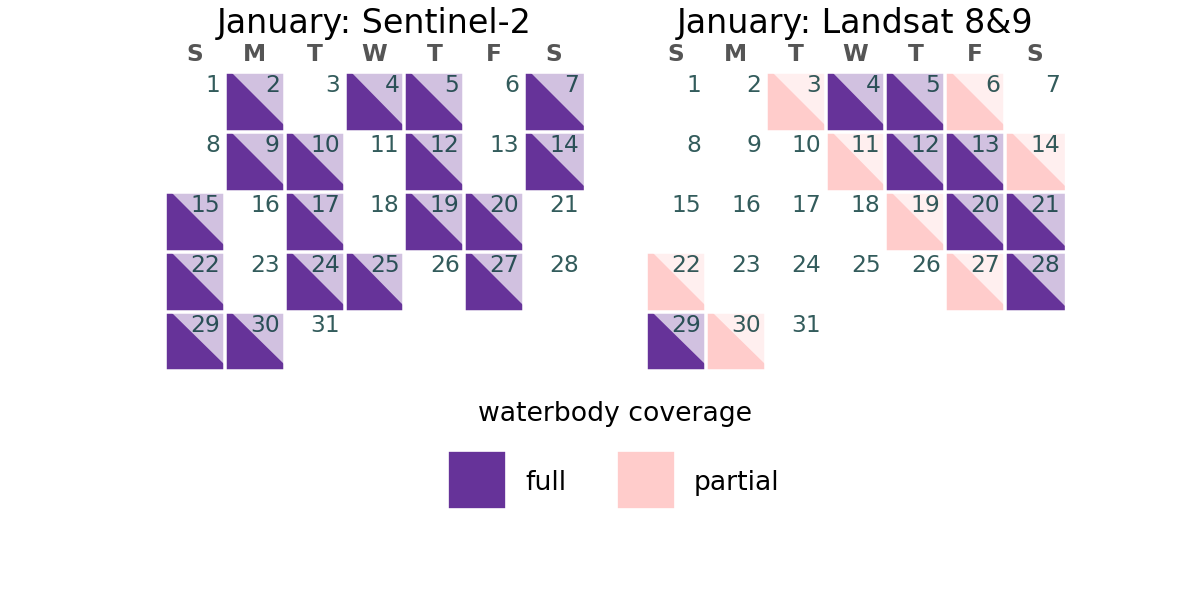 January: Sentinel-2
S M T W T F S
1 2 3 4 5 6 7
8 9 10 11 12 13 14
15 16 17 18 19 20 21
22 23 24 25 26 27 28
29 30 31
January: Landsat 8&9
S M T W T F S
1 2 3 4 5 6 7
8 9 10 11 12 13 14
15 16 17 18 19 20 21
22 23 24 25 26 27 28
29 30 31
waterbody coverage
full partial